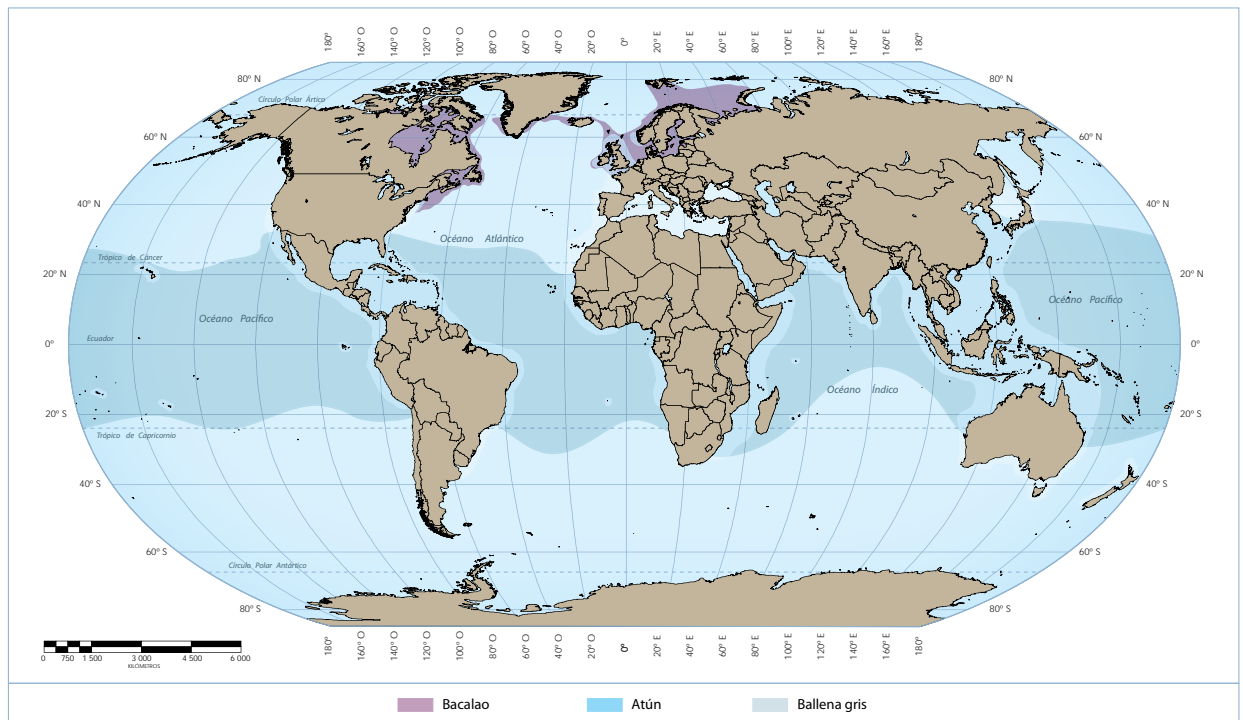 180° 160° O 140° O 120° O 100° O 80° O 60° O 40° O 20° O 0° 20° E 40° E 60° E 80° E 100° E 120° E 140° E 160° E 180°
80° N 80° N
Círculo Polar Ártico
60° N 60° N
40° N 40° N
Océano Atlántico
Trópico de Cáncer
20° N 20° N
Océano Pacífico
Océano Pacífico
Ecuador
0° 0°
Océano Índico
20° S 20° S
Trópico de Capricornio
40° S 40° S
60° S 60° S
Círculo Polar Antártico
80° S 80° S
180° 160° O 140° O 120° O 100° O 80° O 60° O 40° O 20° O 0° 20° E 40° E 60° E 80° E 100° E 120° E 140° E 160° E 180°
0 750 1 500 3 000 4 500 6 000
KILÓMETROS
Bacalao Atún Ballena gris